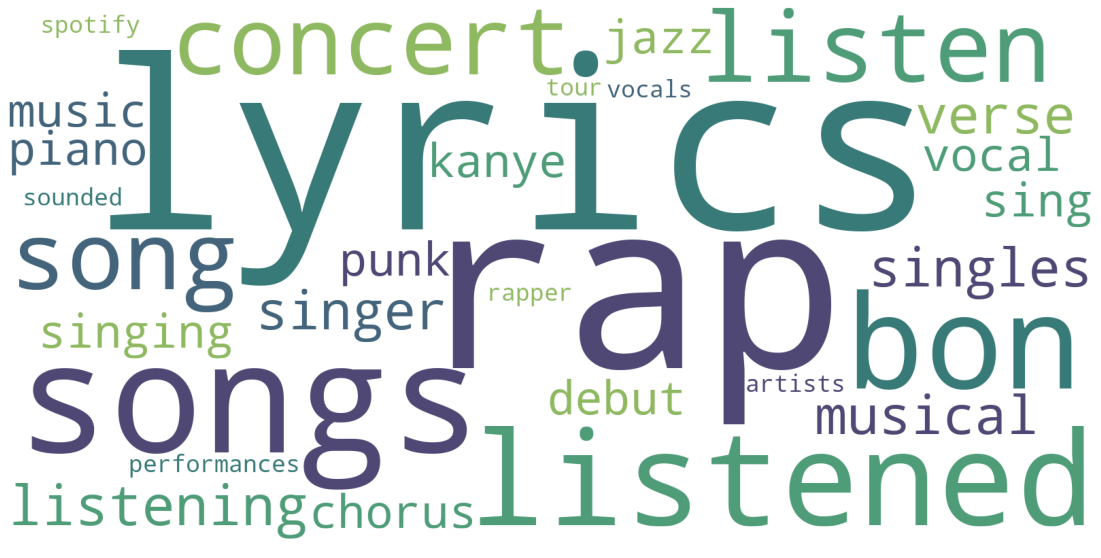 spotify
concert
jazz
listen
lyrics
tour
vocals
music
verse
piano
kanye
vocal
sounded
sing
song
rap
punk
singles
singer
rapper
bon
singing
songs
debut
artists
musical
performances
listened
listening
chorus